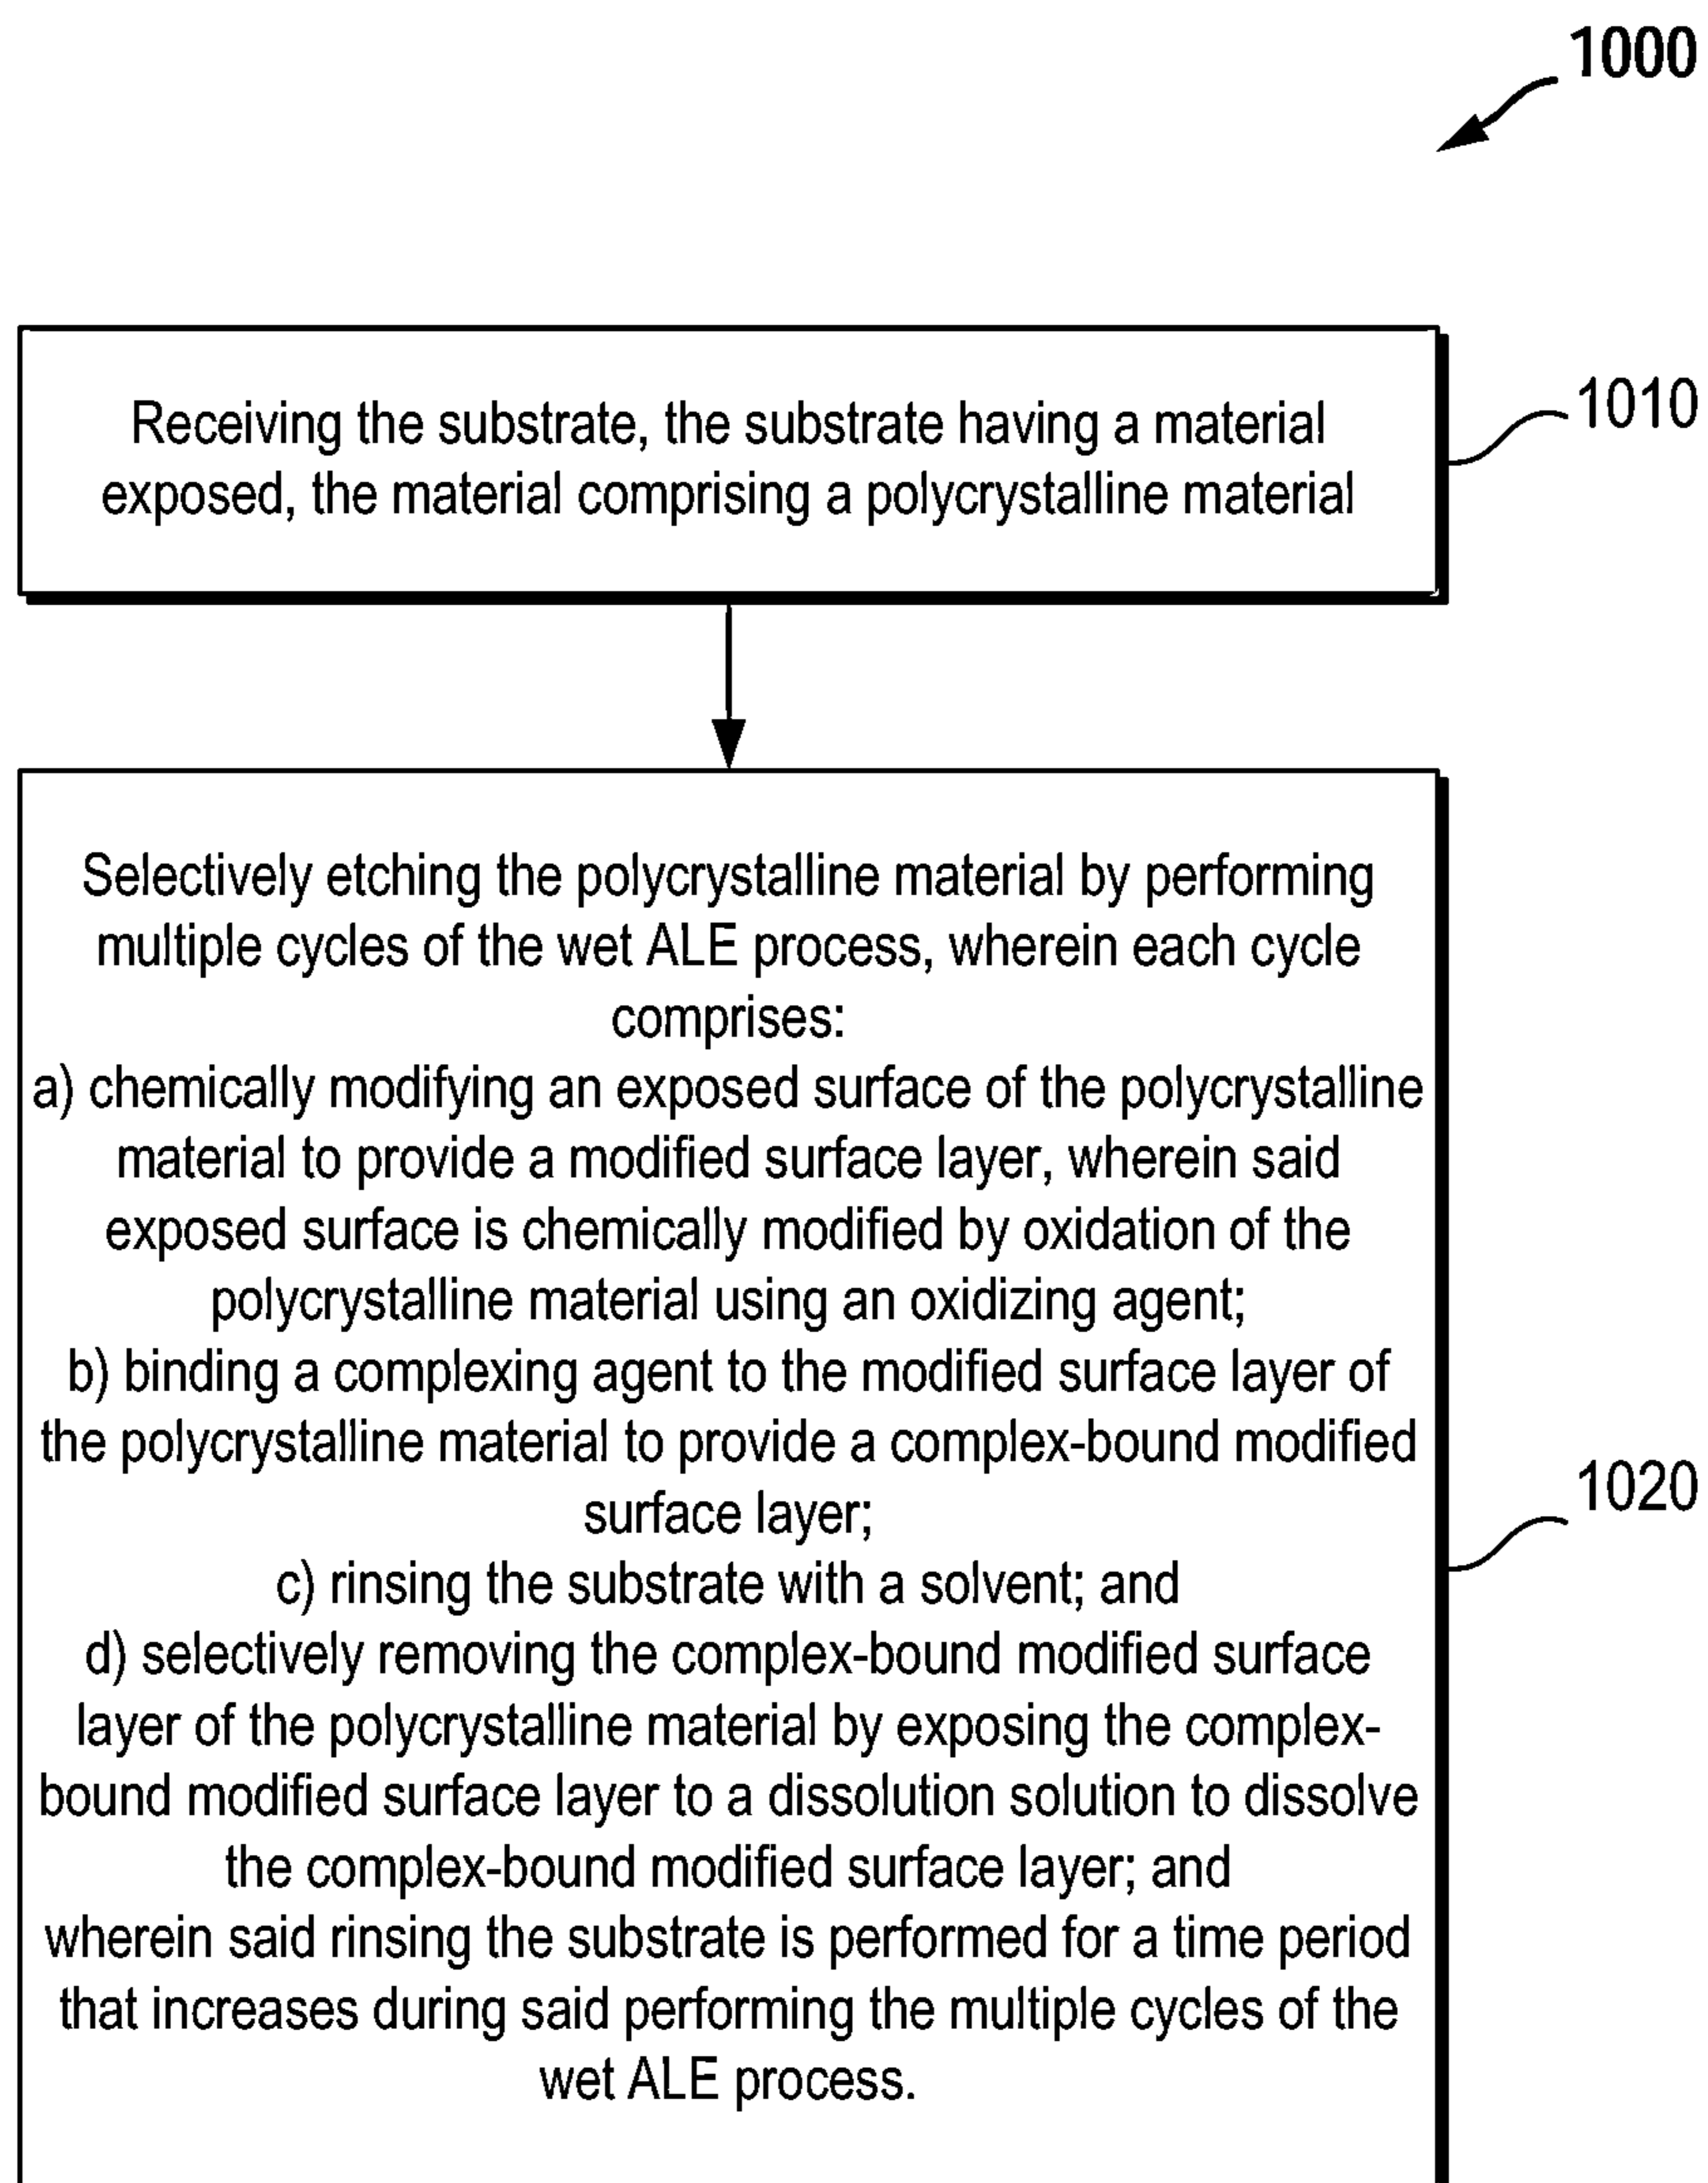 1000
Receiving the substrate, the substrate having a material
exposed, the material comprising a polycrystalline material
1010
Selectively etching the polycrystalline material by performing
multiple cycles of the wet ALE process, wherein each cycle
comprises:
a) chemically modifying an exposed surface of the polycrystalline
material to provide a modified surface layer, wherein said
exposed surface is chemically modified by oxidation of the
polycrystalline material using an oxidizing agent;
b) binding a complexing agent to the modified surface layer of
the polycrystalline material to provide a complex-bound modified
surface layer;
c) rinsing the substrate with a solvent; and
d) selectively removing the complex-bound modified surface
layer of the polycrystalline material by exposing the complex-
bound modified surface layer to a dissolution solution to dissolve
the complex-bound modified surface layer; and
wherein said rinsing the substrate is performed for a time period
that increases during said performing the multiple cycles of the
wet ALE process.
1020